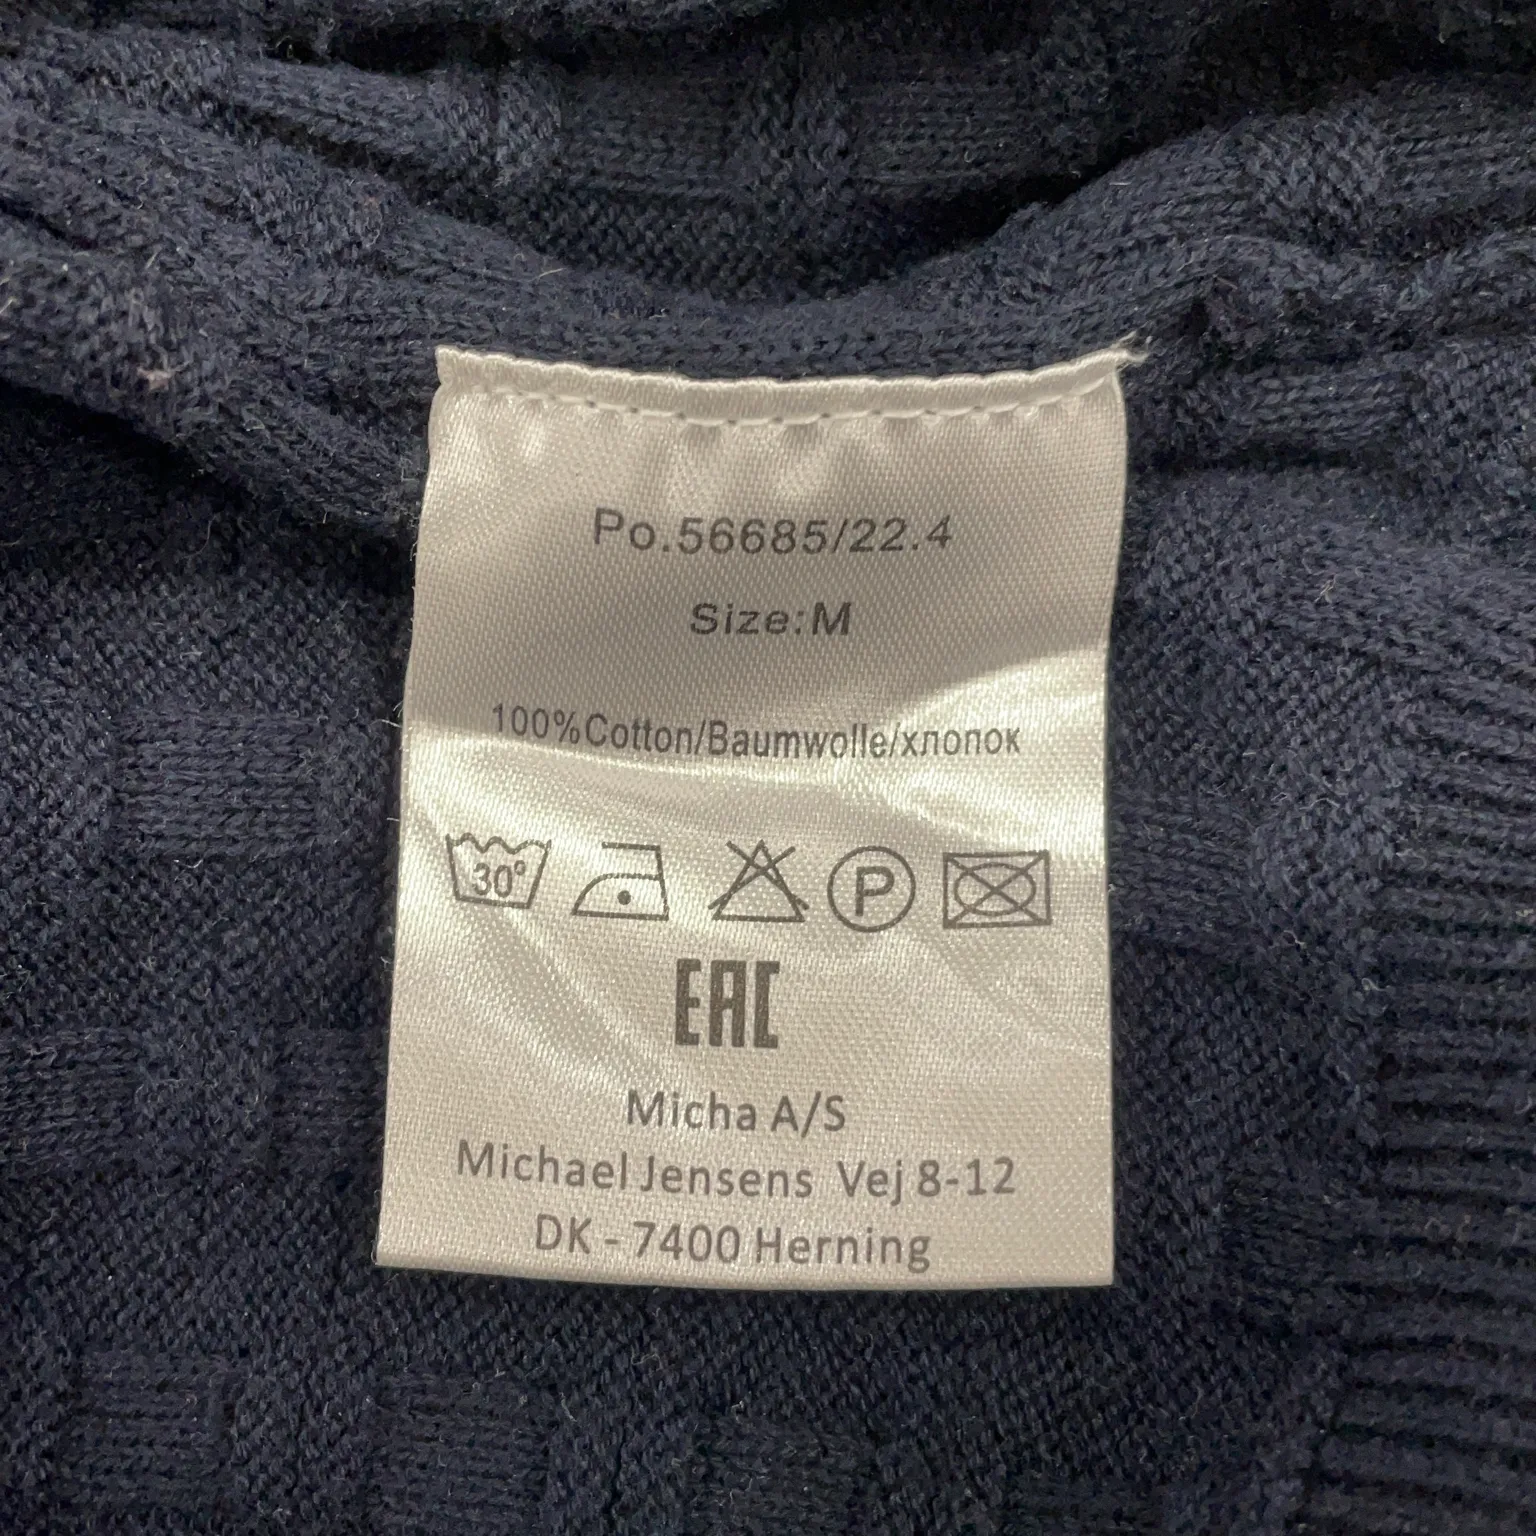 Po.56685/22.4
Size:M
100%Cotton/Baumwolle/хлопок
30°
P
EAC
Micha A/S
Michael Jensens Vej 8-12
DK - 7400 Herning